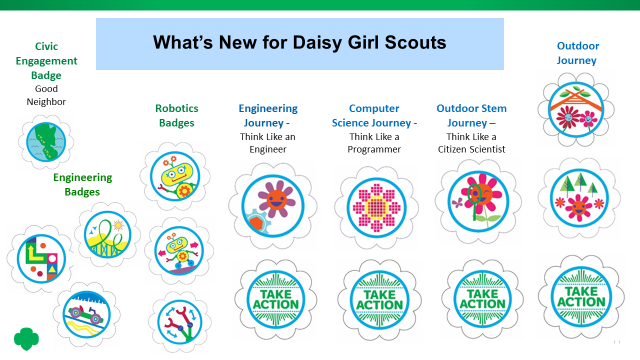 What's New for Daisy Girl Scouts
Civic
Engagement
Badge
Good
Neighbor
Engineering
Badges
Robotics
Badges
Engineering
Journey -
Think Like an
Engineer
Computer
Science Journey -
Think Like a
Programmer
Outdoor Stem
Journey –
Think Like a
Citizen Scientist
Outdoor
Journey
TAKE
ACTION
TAKE
ACTION
TAKE
ACTION
TAKE
ACTION